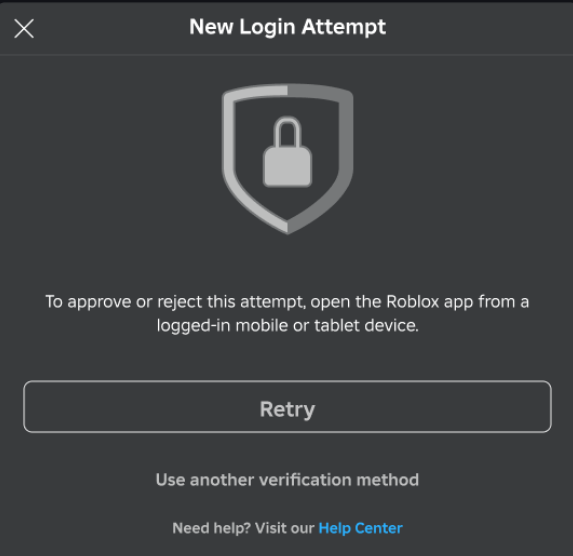 New Login Attempt
To approve or reject this attempt, open the Roblox app from a
logged-in mobile or tablet device.
Retry
Use another verification method
Need help? Visit our Help Center